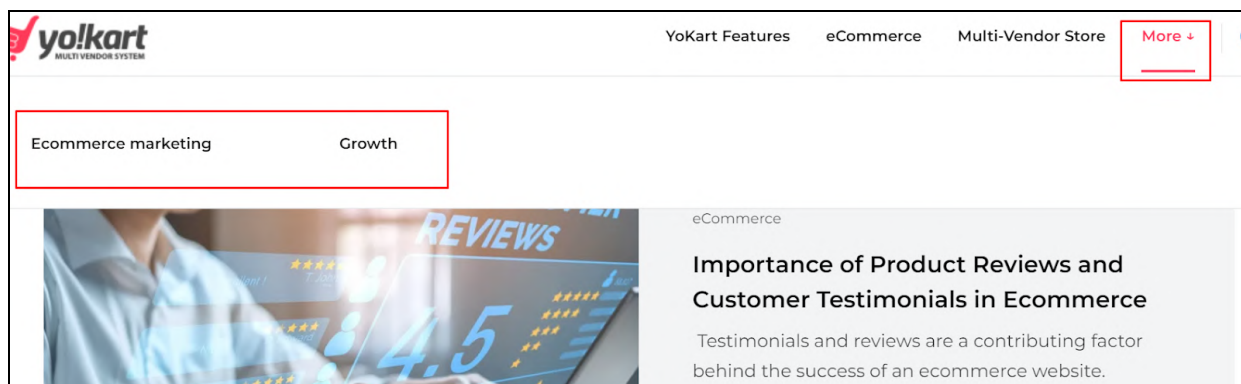 yo!kart
MULTI VENDOR SYSTEM
YoKart Features eCommerce Multi-Vendor Store More ↓
Ecommerce marketing Growth
REVIEWS
4.5
eCommerce
Importance of Product Reviews and
Customer Testimonials in Ecommerce
Testimonials and reviews are a contributing factor
behind the success of an ecommerce website.